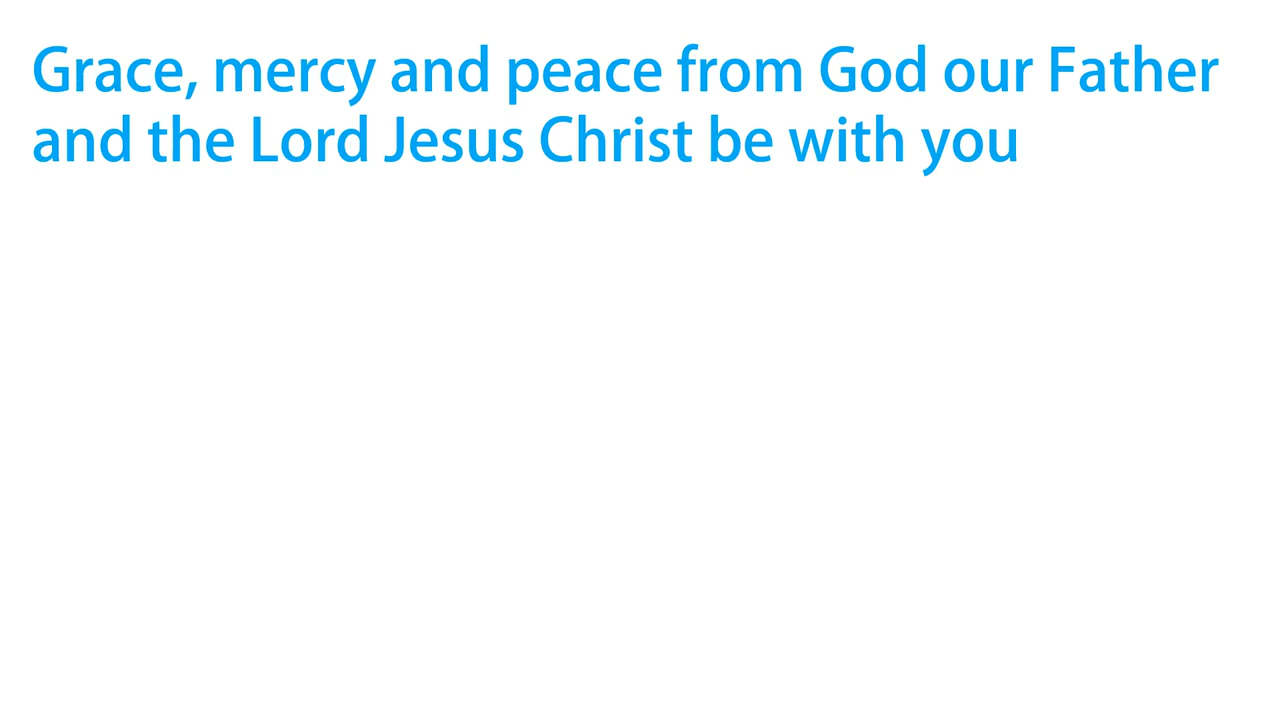 Grace, mercy and peace from God our Father
and the Lord Jesus Christ be with you